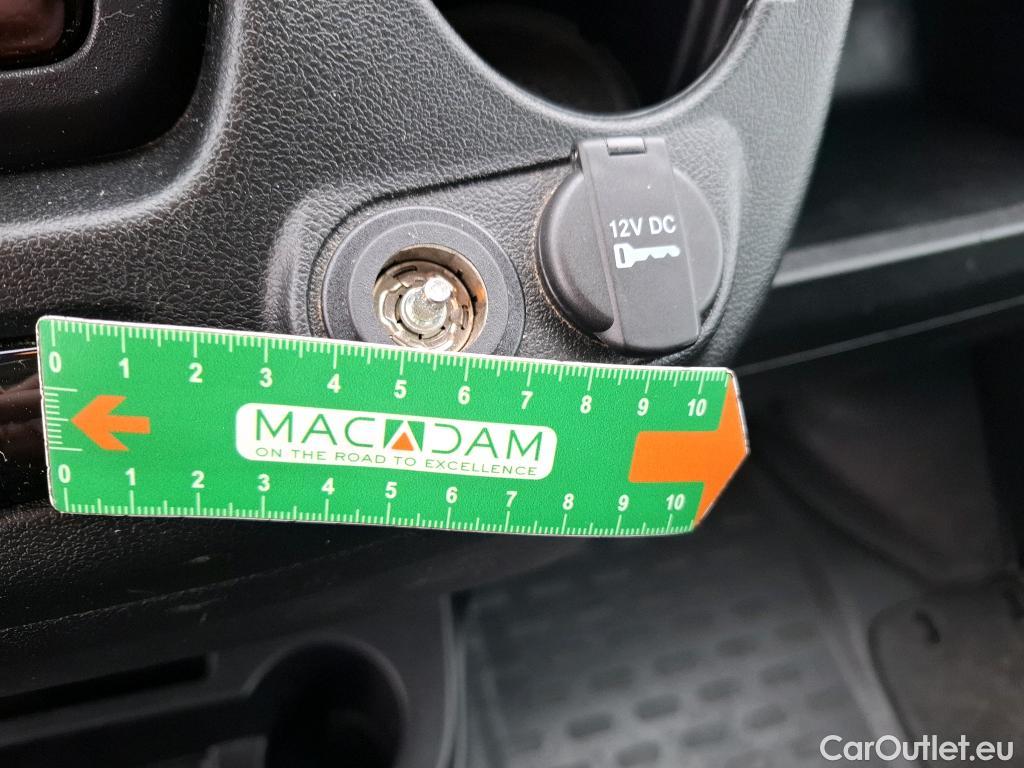 12V DC
0 1 2 3 4 5 6 7 8 9 10
MACADAM
ON THE ROAD TO EXCELLENCE
0 1 2 3 4 5 6 7 8 9 10
CarOutlet.eu